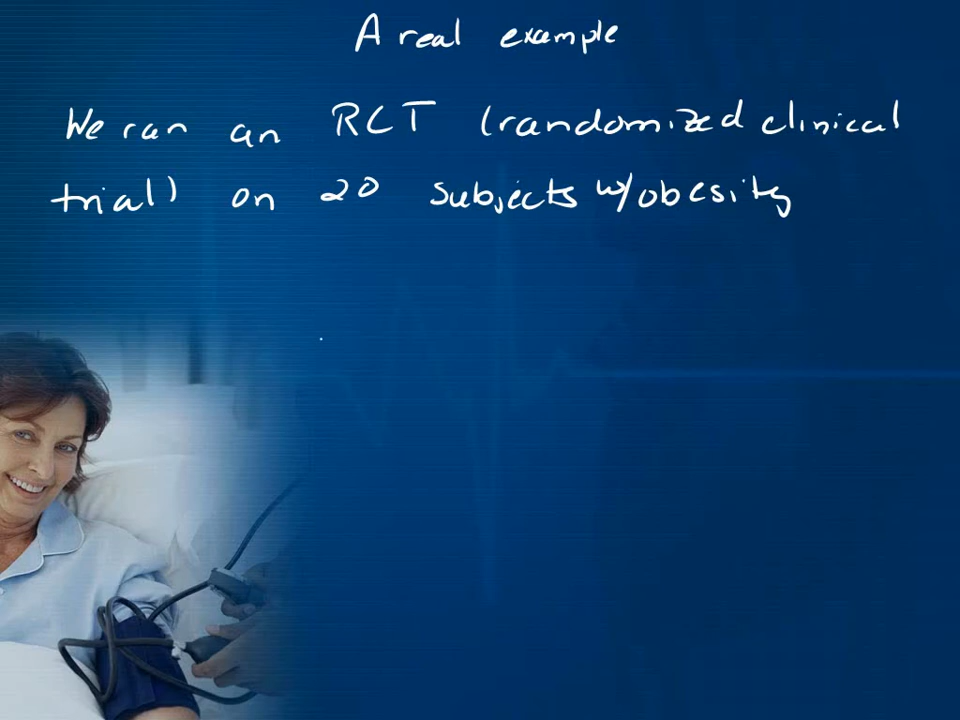 A real example
We ran an RCT (randomized clinical
trial) on 20 subjects w/obesity